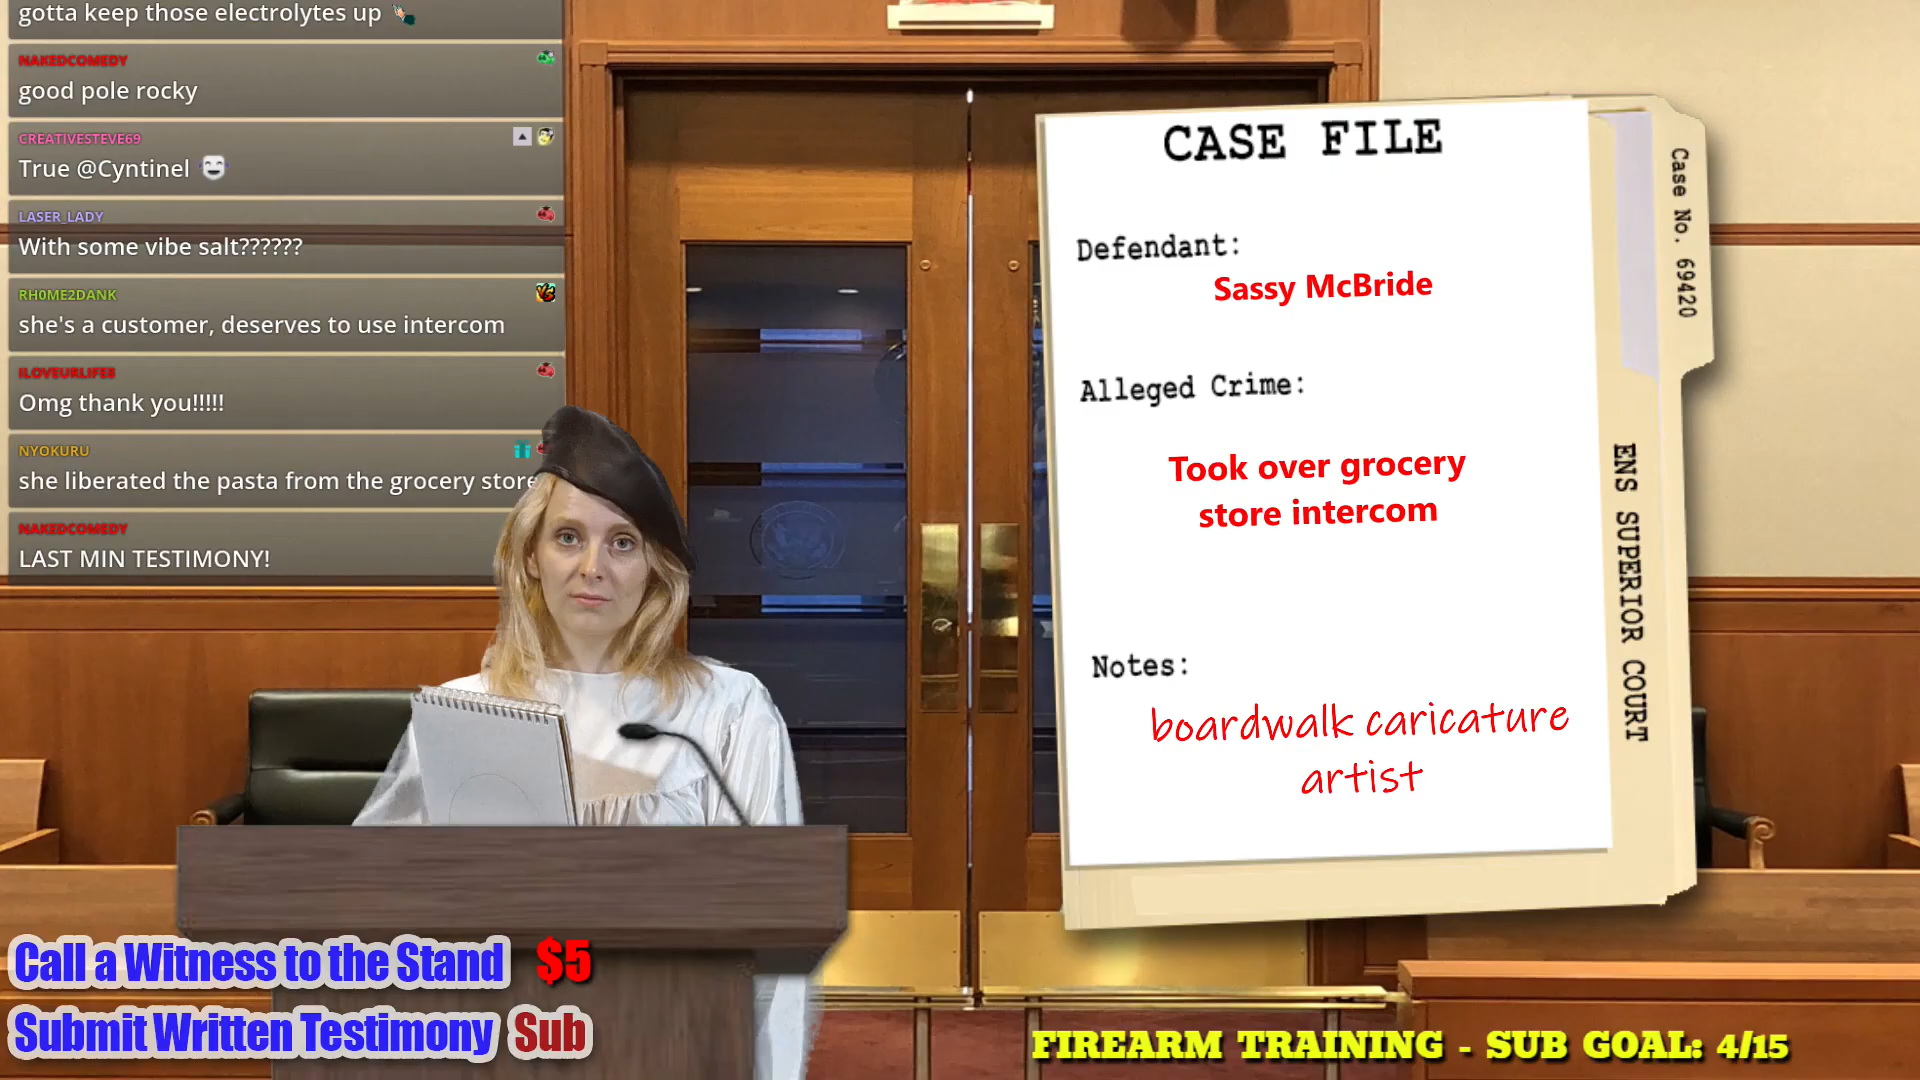 gotta keep those electrolytes up
NAKEDCOMEDY
good pole rocky
CREATIVESTEVE69
True @Cyntinel
LASER_LADY
With some vibe salt??????
RH0ME2DANK
she's a customer, deserves to use intercom
ILOVEURLIFE8
Omg thank you!!!!!
NYOKURU
she liberated the pasta from the grocery store
NAKEDCOMEDY
LAST MIN TESTIMONY!
CASE FILE
Defendant:
Sassy McBride
Alleged Crime:
Took over grocery
store intercom
Notes:
boardwalk caricature
artist
Case No. 69420
ENS SUPERIOR COURT
Call a Witness to the Stand $5
Submit Written Testimony Sub
FIREARM TRAINING - SUB GOAL: 4/15